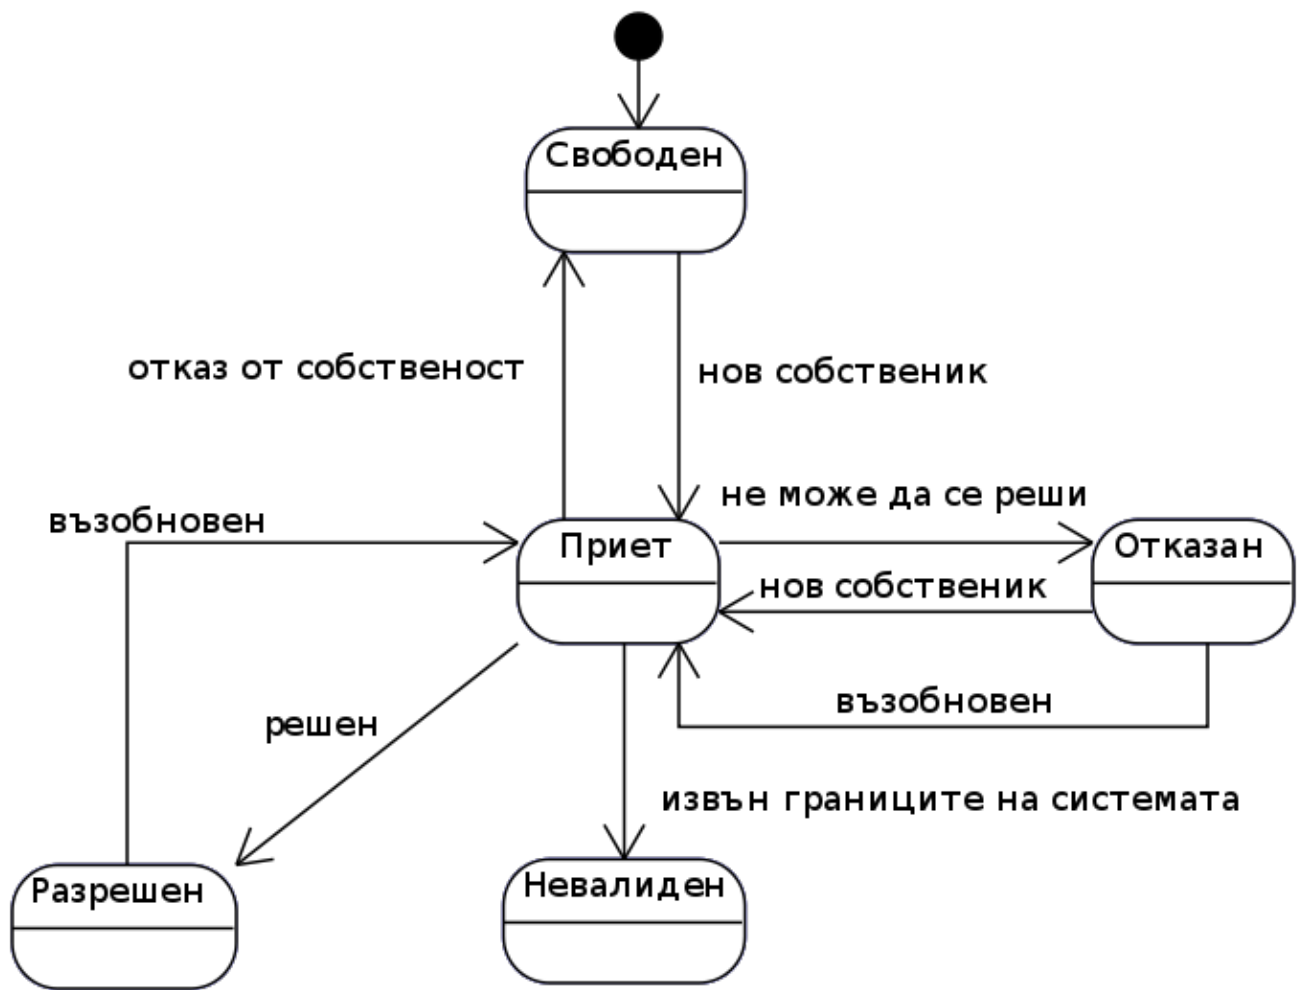 Свободен
отказ от собственост
нов собственик
не може да се реши
възобновен
Приет
Отказан
нов собственик
възобновен
решен
извън границите на системата
Разрешен
Невалиден